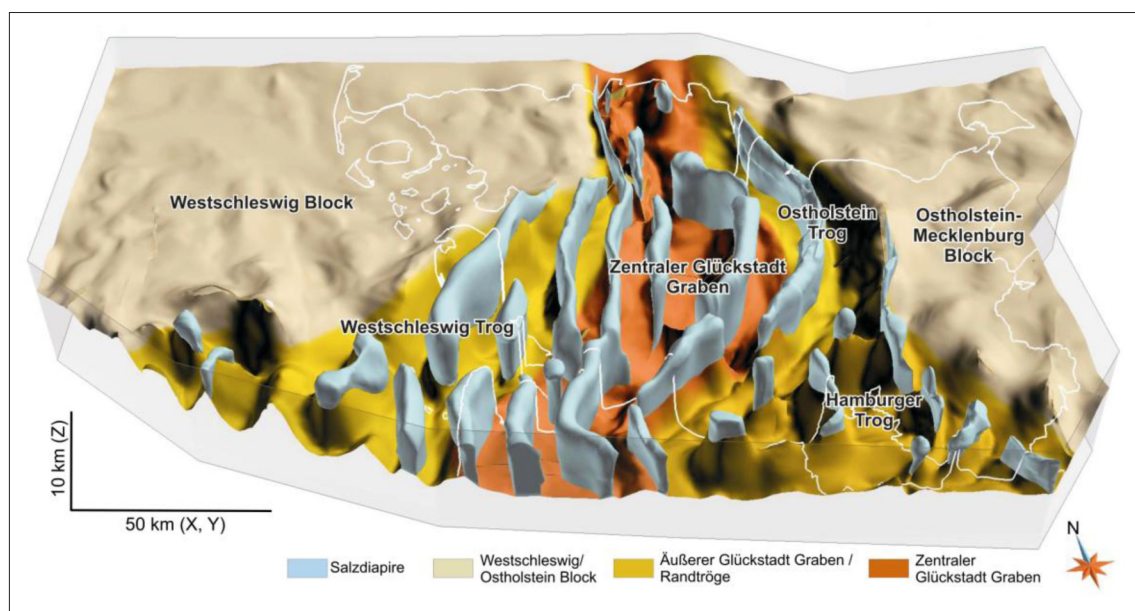 Westschleswig Block
Ostholstein
Trog
Ostholstein-
Mecklenburg
Block
Zentraler Glückstadt
Graben
Westschleswig Trog
Hamburger
Trog
10 km (Z)
50 km (X, Y)
N
Salzdiapire
Westschleswig/
Ostholstein Block
Äußerer Glückstadt Graben /
Randtröge
Zentraler
Glückstadt Graben